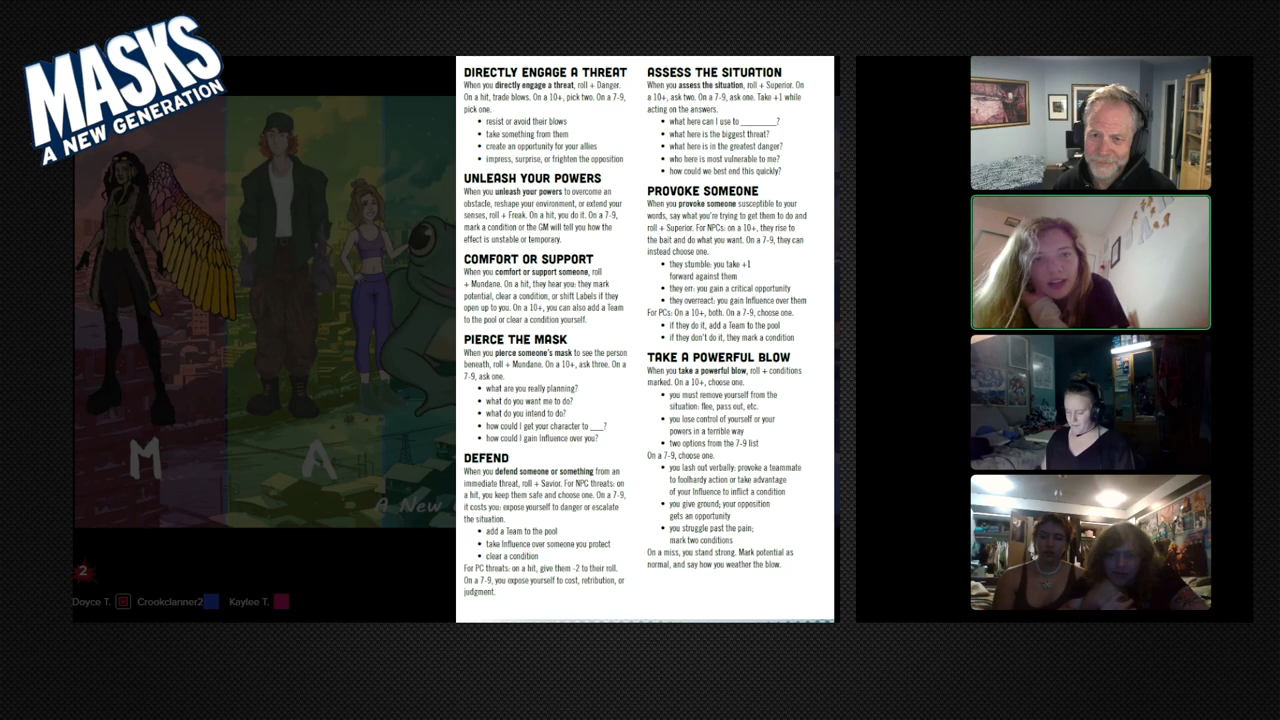 MASKS
A NEW GENERATION
M
A
A New
2
Doyce T.
Crookclanner2
Kaylee T.
DIRECTLY ENGAGE A THREAT
When you directly engage a threat, roll + Danger.
On a hit, trade blows. On a 10+, pick two. On a 7-9,
pick one.
• resist or avoid their blows
• take something from them
• create an opportunity for your allies
• impress, surprise, or frighten the opposition
UNLEASH YOUR POWERS
When you unleash your powers to overcome an
obstacle, reshape your environment, or extend your
senses, roll + Freak. On a hit, you do it. On a 7-9,
mark a condition or the GM will tell you how the
effect is unstable or temporary.
COMFORT OR SUPPORT
When you comfort or support someone, roll
+ Mundane. On a hit, they hear you: they mark
potential, clear a condition, or shift Labels if they
open up to you. On a 10+, you can also add a Team
to the pool or clear a condition yourself.
PIERCE THE MASK
When you pierce someone's mask to see the person
beneath, roll + Mundane. On a 10+, ask three. On a
7-9, ask one.
• what are you really planning?
• what do you want me to do?
• what do you intend to do?
• how could I get your character to ___?
• how could I gain Influence over you?
DEFEND
When you defend someone or something from an
immediate threat, roll + Savior. For NPC threats: on
a hit, you keep them safe and choose one. On a 7-9,
it costs you: expose yourself to danger or escalate
the situation.
• add a Team to the pool
• take Influence over someone you protect
• clear a condition
For PC threats: on a hit, give them -2 to their roll.
On a 7-9, you expose yourself to cost, retribution, or
judgment.
ASSESS THE SITUATION
When you assess the situation, roll + Superior. On
a 10+, ask two. On a 7-9, ask one. Take +1 while
acting on the answers.
• what here can I use to ________?
• what here is the biggest threat?
• what here is in the greatest danger?
• who here is most vulnerable to me?
• how could we best end this quickly?
PROVOKE SOMEONE
When you provoke someone susceptible to your
words, say what you're trying to get them to do and
roll + Superior. For NPCs: on a 10+, they rise to
the bait and do what you want. On a 7-9, they can
instead choose one.
• they stumble: you take +1
forward against them
• they err: you gain a critical opportunity
• they overreact: you gain Influence over them
For PCs: On a 10+, both. On a 7-9, choose one.
• if they do it, add a Team to the pool
• if they don't do it, they mark a condition
TAKE A POWERFUL BLOW
When you take a powerful blow, roll + conditions
marked. On a 10+, choose one.
• you must remove yourself from the
situation: flee, pass out, etc.
• you lose control of yourself or your
powers in a terrible way
• two options from the 7-9 list
On a 7-9, choose one.
• you lash out verbally: provoke a teammate
to foolhardy action or take advantage
of your Influence to inflict a condition
• you give ground; your opposition
gets an opportunity
• you struggle past the pain;
mark two conditions
On a miss, you stand strong. Mark potential as
normal, and say how you weather the blow.